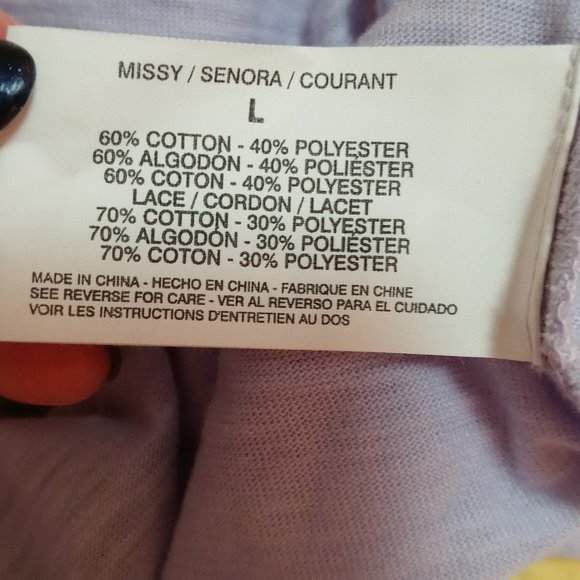 MISSY / SENORA / COURANT
L
60% COTTON - 40% POLYESTER
60% ALGODÓN - 40% POLIÉSTER
60% COTON - 40% POLYESTER
LACE / CORDON / LACET
70% COTTON - 30% POLYESTER
70% ALGODÓN - 30% POLIÉSTER
70% COTON - 30% POLYESTER
MADE IN CHINA - HECHO EN CHINA - FABRIQUE EN CHINE
SEE REVERSE FOR CARE - VER AL REVERSO PARA EL CUIDADO
VOIR LES INSTRUCTIONS D'ENTRETIEN AU DOS